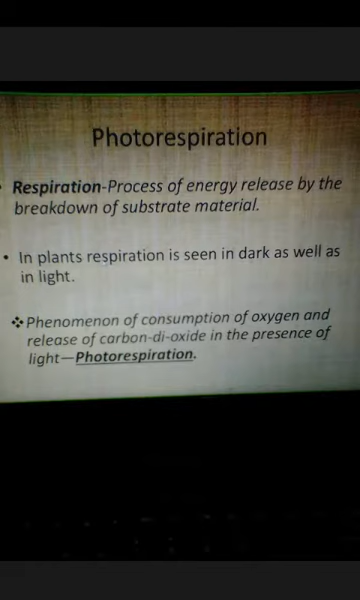 Photorespiration
• Respiration-Process of energy release by the
breakdown of substrate material.
• In plants respiration is seen in dark as well as
in light.
❖Phenomenon of consumption of oxygen and
release of carbon-di-oxide in the presence of
light—Photorespiration.